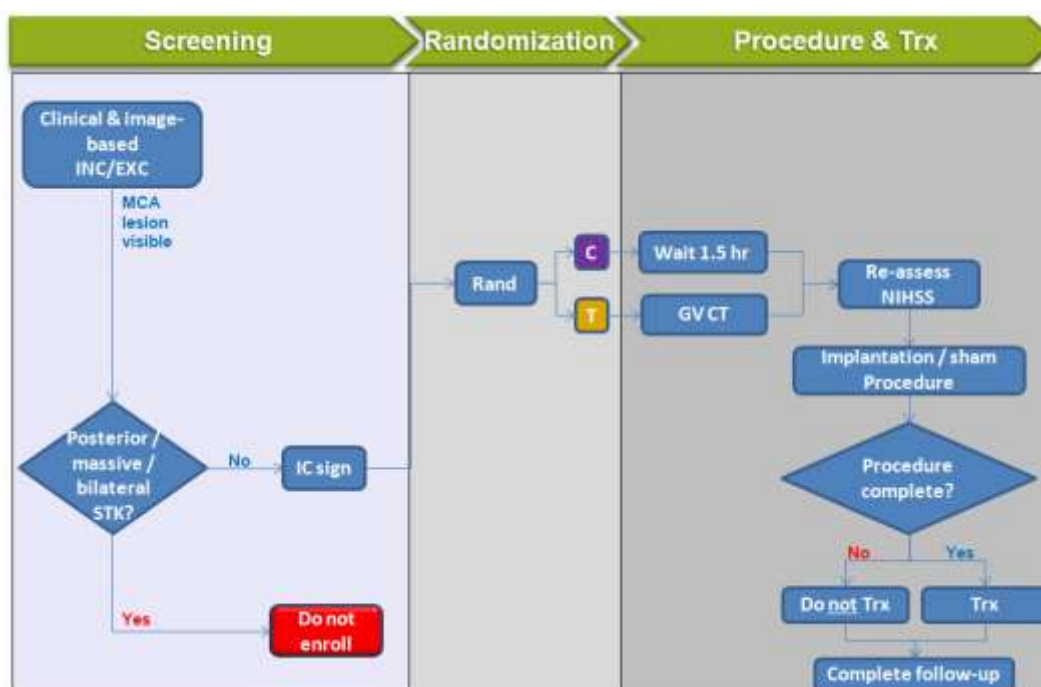 Screening
Randomization
Procedure & Trx
Clinical & image-
based
INC/EXC
MCA
lesion
visible
Posterior /
massive /
bilateral
STK?
No
IC sign
Yes
Do not
enroll
Rand
C
T
Wait 1.5 hr
GV CT
Re-assess
NIHSS
Implantation / sham
Procedure
Procedure
complete?
No
Yes
Do not Trx
Trx
Complete follow-up